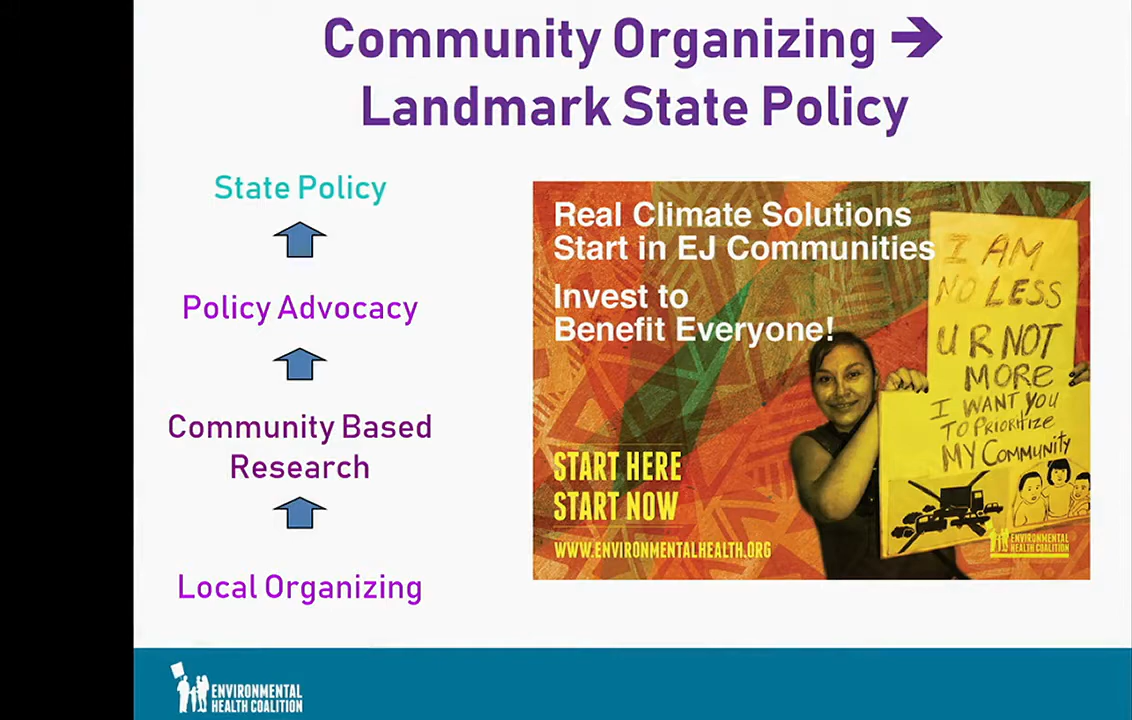 Community Organizing ➔
Landmark State Policy
State Policy
Policy Advocacy
Community Based
Research
Local Organizing
Real Climate Solutions
Start in EJ Communities
Invest to
Benefit Everyone!
START HERE
START NOW
WWW.ENVIRONMENTALHEALTH.ORG
I AM
NO LESS
U R NOT
MORE
I WANT YOU
TO PRIORITIZE
MY COMMUNITY
ENVIRONMENTAL
HEALTH COALITION
ENVIRONMENTAL
HEALTH COALITION